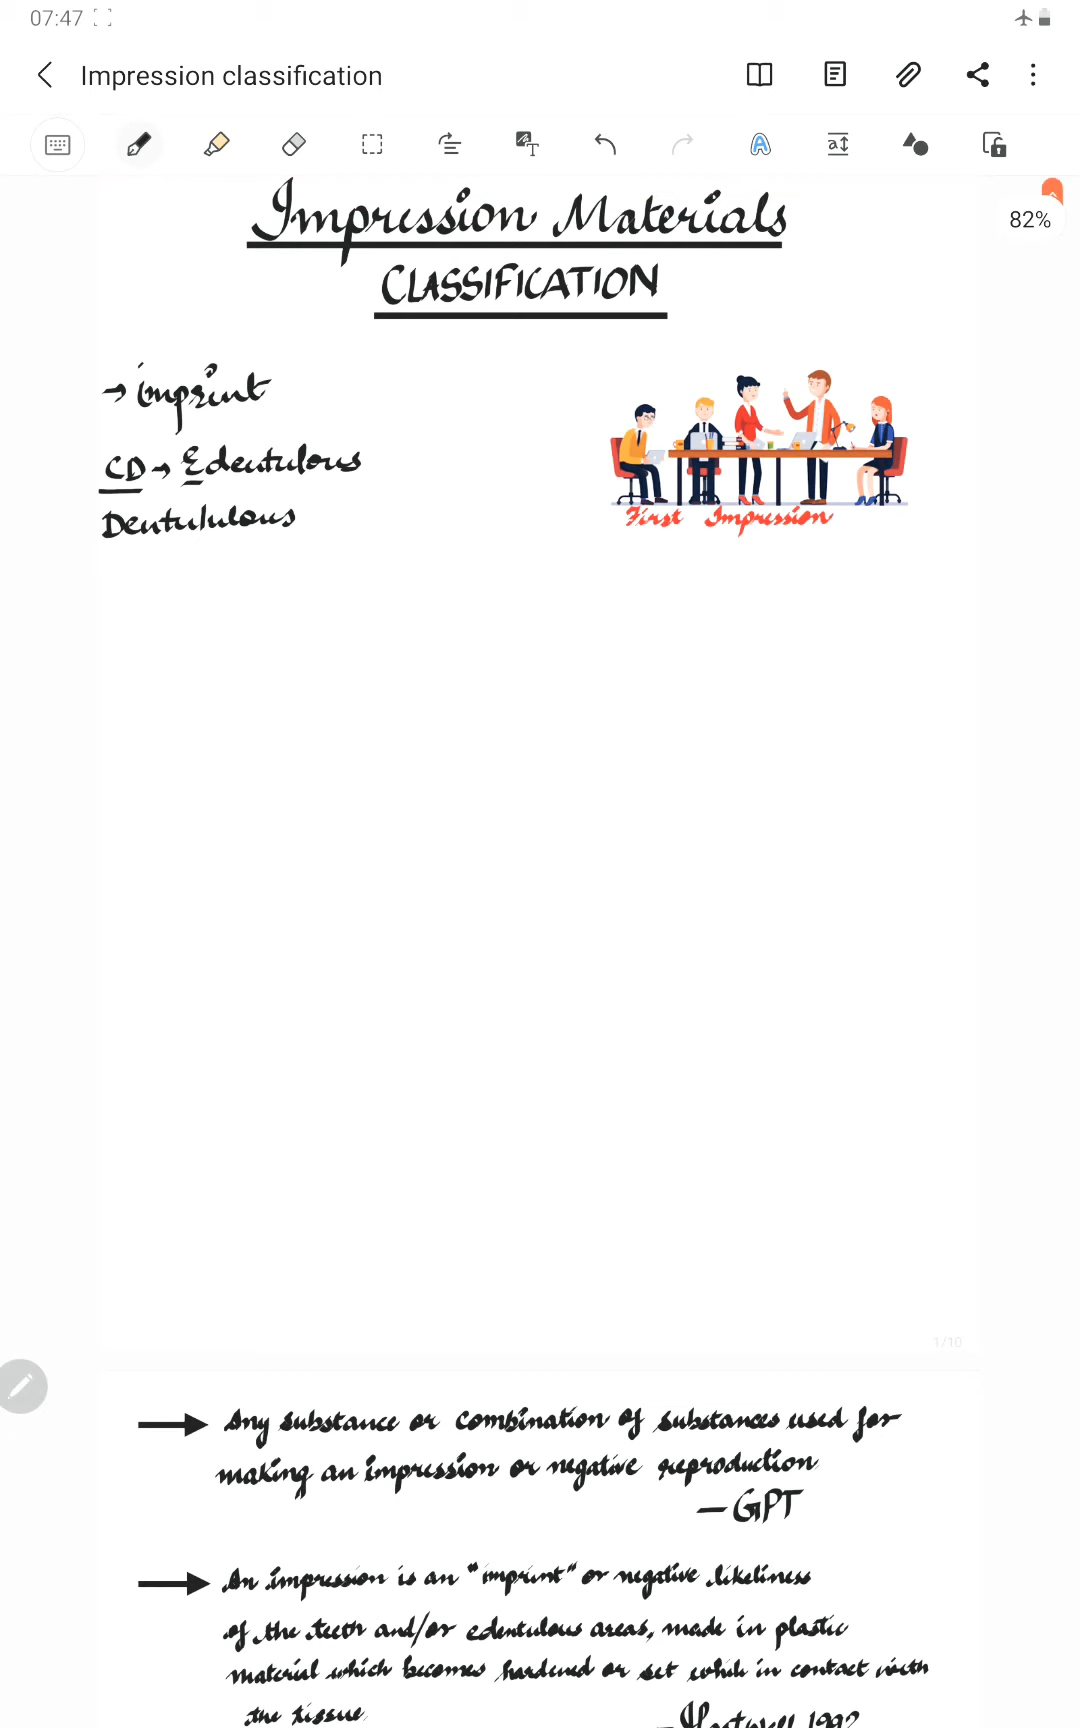 07:47
Impression classification
82%
Impression Materials
CLASSIFICATION
→ imprint
CD → Edentulous
Dentululous
First Impression
1/10
Any substance or combination of substances used for
making an impression or negative reproduction
— GPT
An impression is an "imprint" or negative likeliness
of the teeth and/or edentulous areas, made in plastic
material which becomes hardened or set while in contact with
the tissue
1992